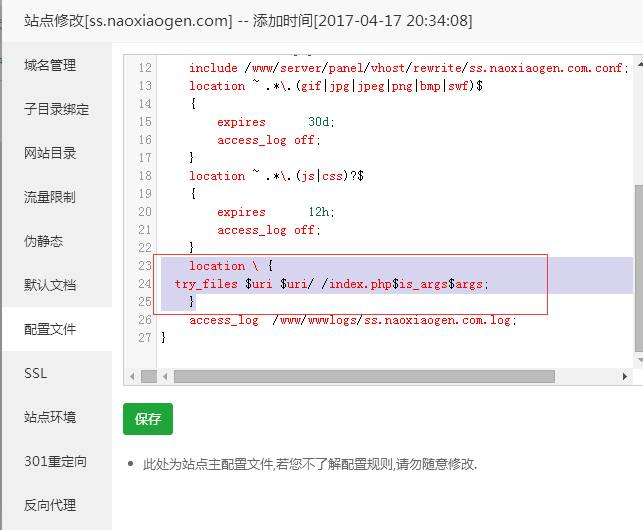 站点修改[ss.naoxiaogen.com] -- 添加时间[2017-04-17 20:34:08]
域名管理
子目录绑定
网站目录
流量限制
伪静态
默认文档
配置文件
SSL
站点环境
301重定向
反向代理
12 include /www/server/panel/vhost/rewrite/ss.naoxiaogen.com.conf;
13 location ~ .*\.(gif|jpg|jpeg|png|bmp|swf)$
14 {
15 expires 30d;
16 access_log off;
17 }
18 location ~ .*\.(js|css)?$
19 {
20 expires 12h;
21 access_log off;
22 }
23 location \ {
24 try_files $uri $uri/ /index.php$is_args$args;
25 }
26 access_log /www/wwwlogs/ss.naoxiaogen.com.log;
27 }
保存
此处为站点主配置文件,若您不了解配置规则,请勿随意修改.